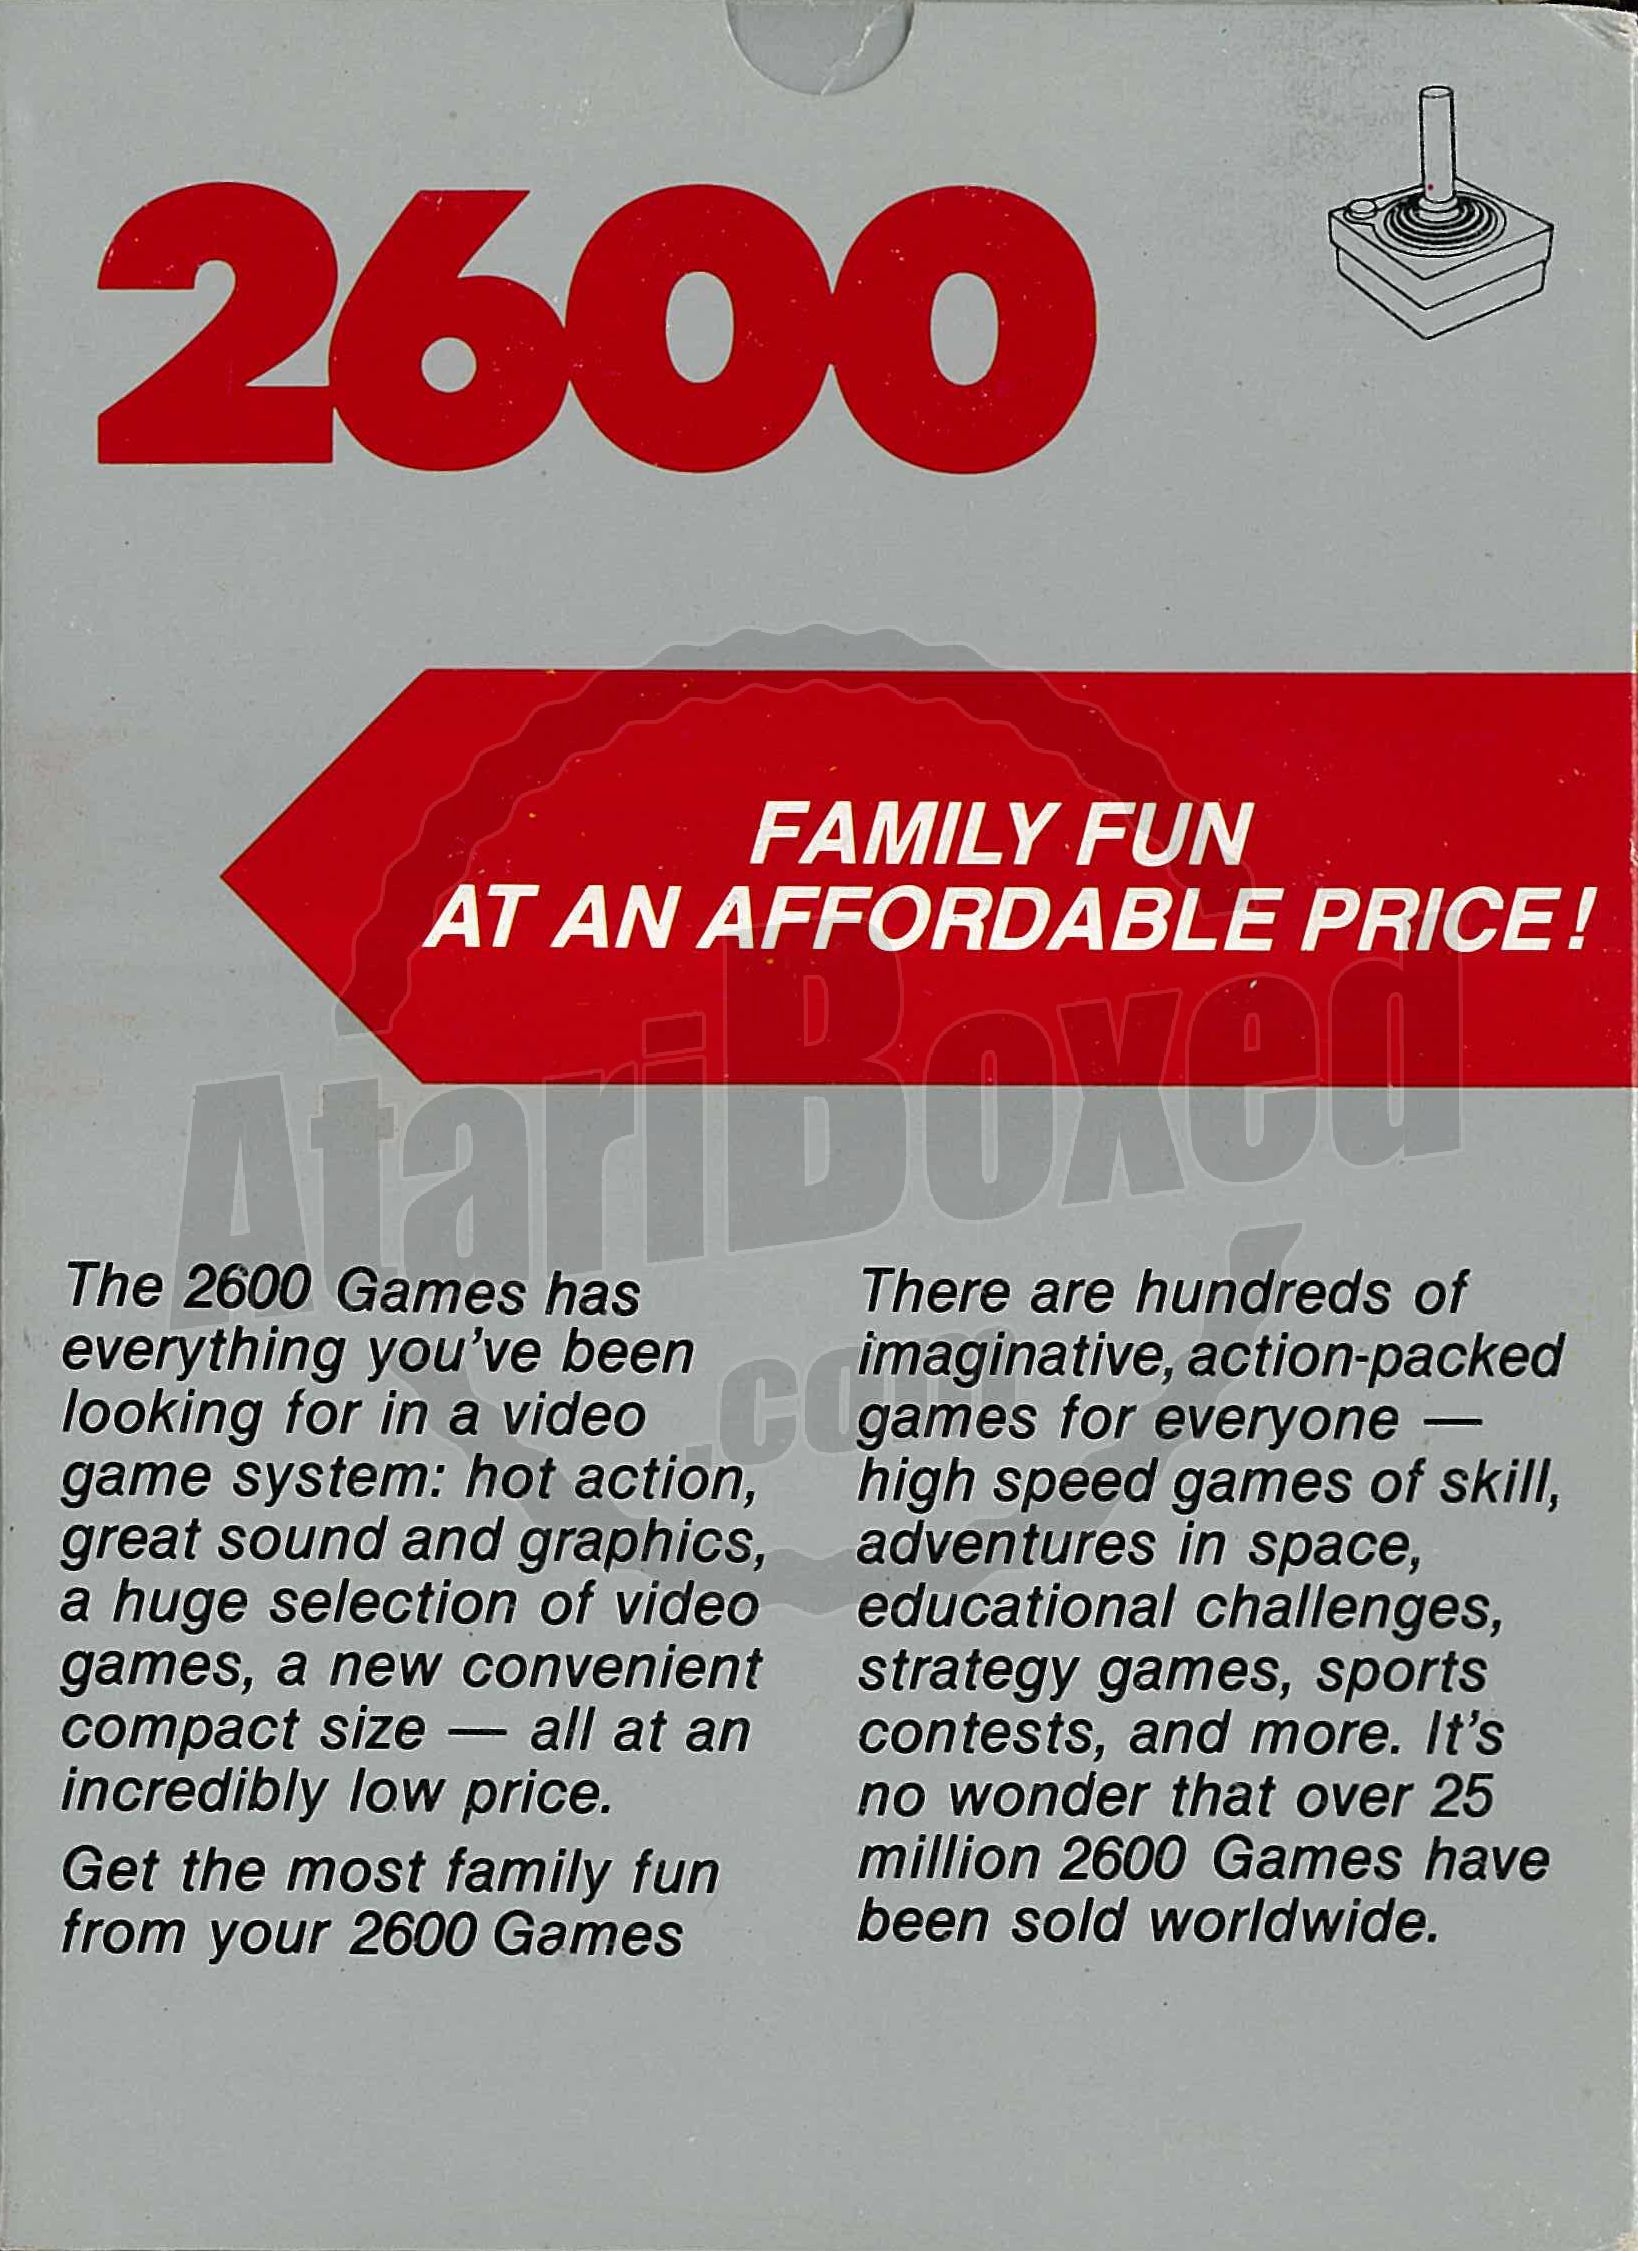 2600
FAMILY FUN
AT AN AFFORDABLE PRICE!
AtariBoxed
.com
The 2600 Games has
everything you've been
looking for in a video
game system: hot action,
great sound and graphics,
a huge selection of video
games, a new convenient
compact size — all at an
incredibly low price.
Get the most family fun
from your 2600 Games
There are hundreds of
imaginative, action-packed
games for everyone —
high speed games of skill,
adventures in space,
educational challenges,
strategy games, sports
contests, and more. It's
no wonder that over 25
million 2600 Games have
been sold worldwide.